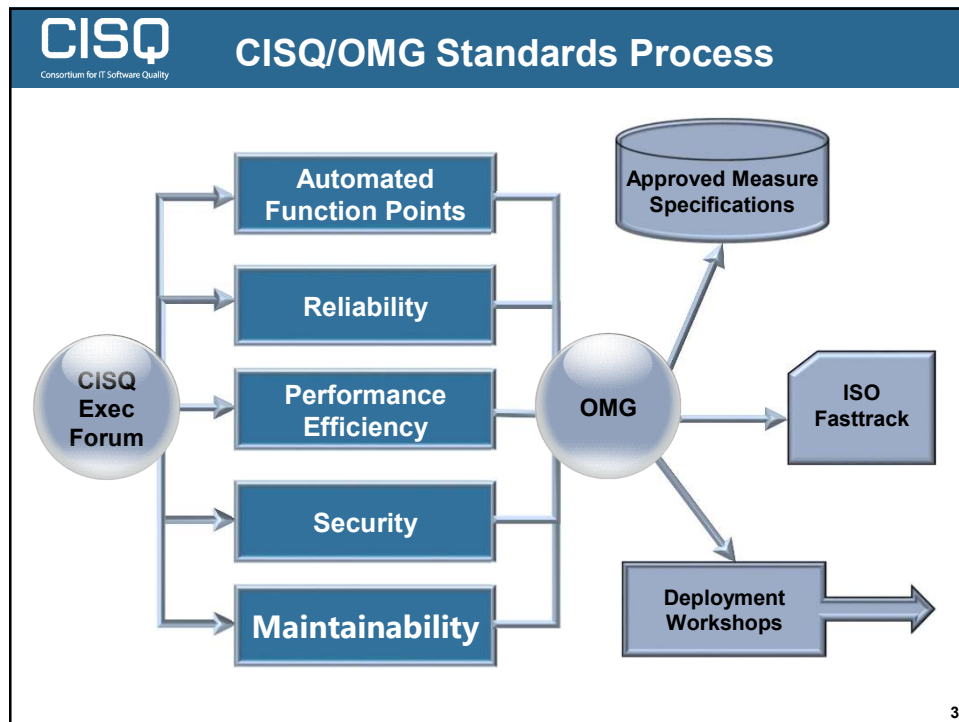 CISQ
Consortium for IT Software Quality
CISQ/OMG Standards Process
Automated
Function Points
Reliability
Performance
Efficiency
Security
Maintainability
CISQ
Exec
Forum
OMG
Approved Measure
Specifications
ISO
Fasttrack
Deployment
Workshops
3